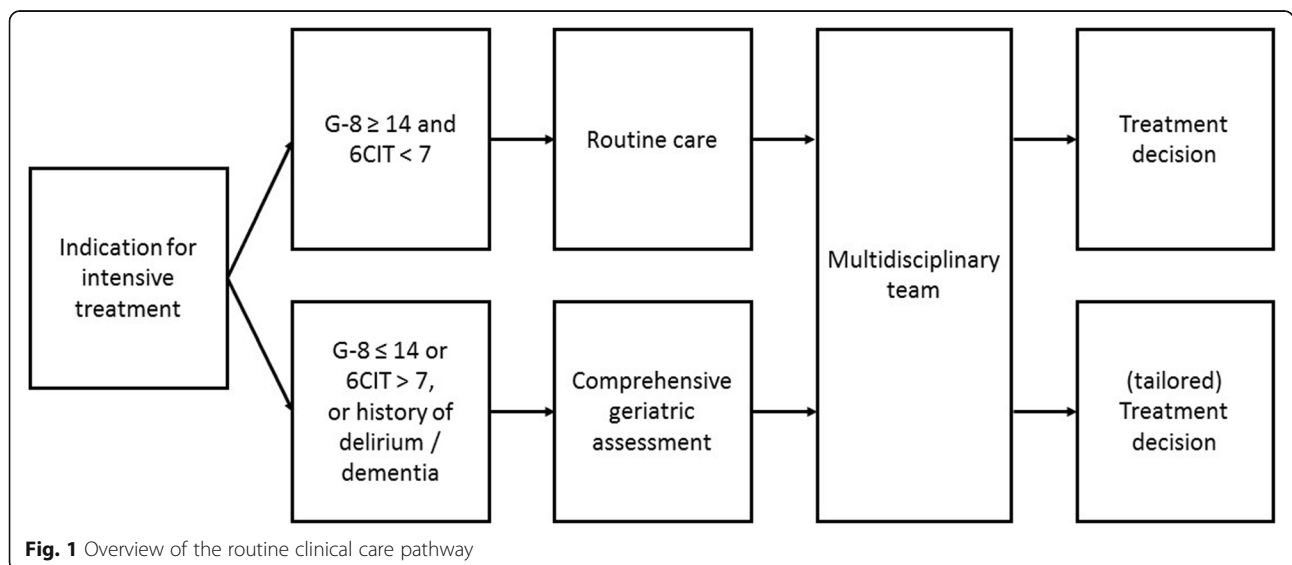 Indication for
intensive
treatment
G-8 ≥ 14 and
6CIT < 7
Routine care
G-8 ≤ 14 or
6CIT > 7,
or history of
delirium /
dementia
Comprehensive
geriatric
assessment
Multidisciplinary
team
Treatment
decision
(tailored)
Treatment
decision
Fig. 1 Overview of the routine clinical care pathway